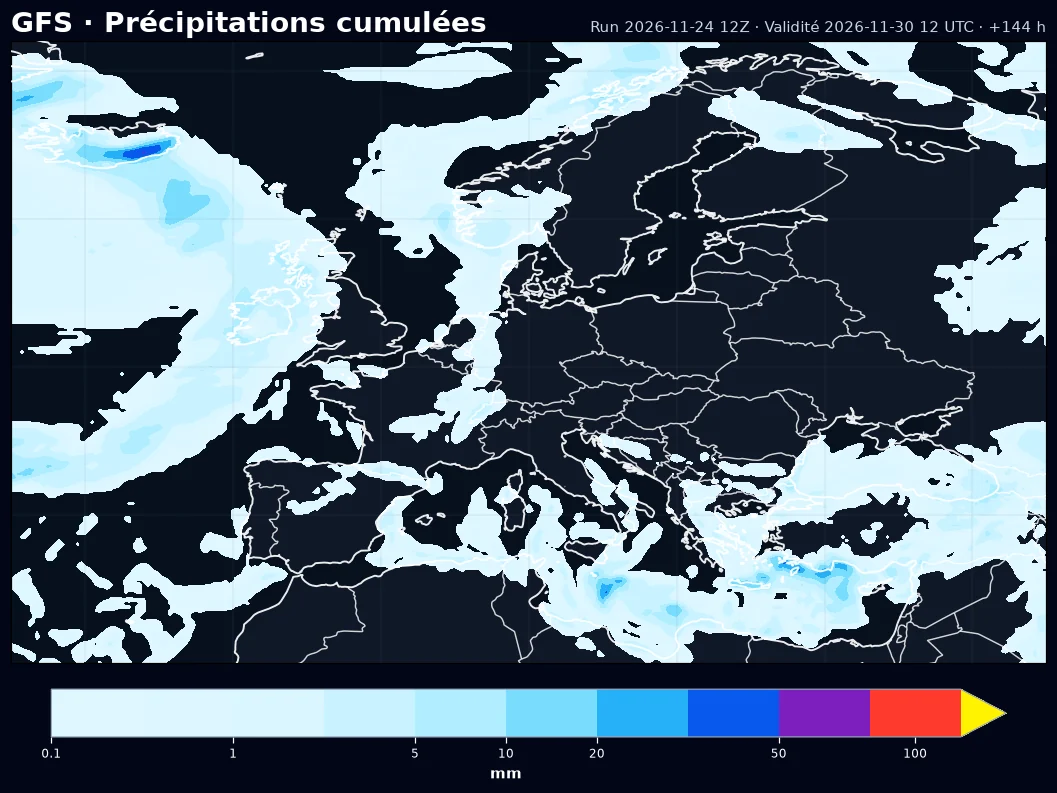 GFS · Précipitations cumulées
Run 2026-11-24 12Z · Validité 2026-11-30 12 UTC · +144 h
0.1 1 5 10 20 50 100
mm